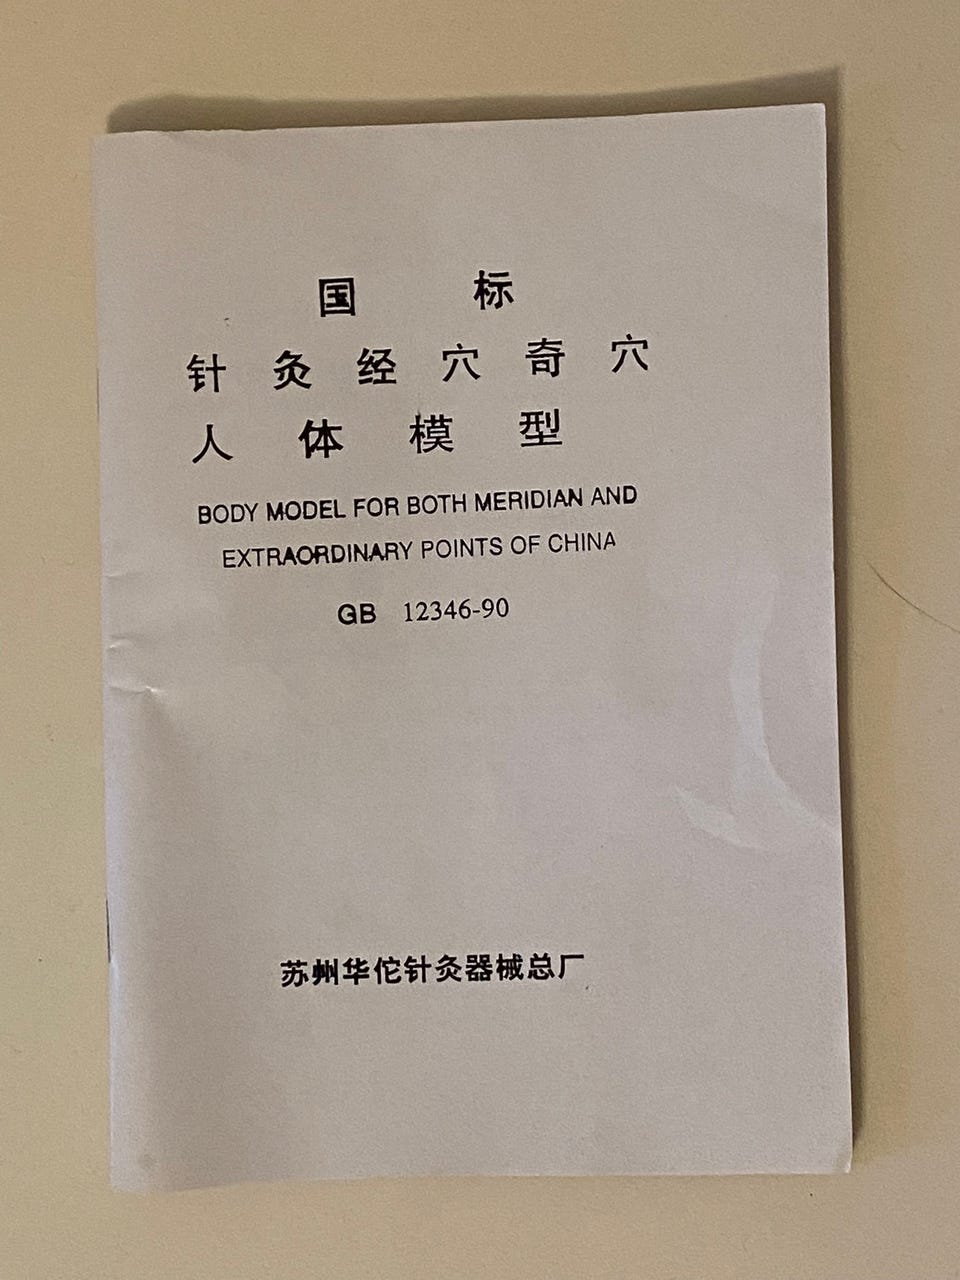 国标
针灸经穴奇穴
人体模型
BODY MODEL FOR BOTH MERIDIAN AND
EXTRAORDINARY POINTS OF CHINA
GB 12346-90
苏州华佗针灸器械总厂